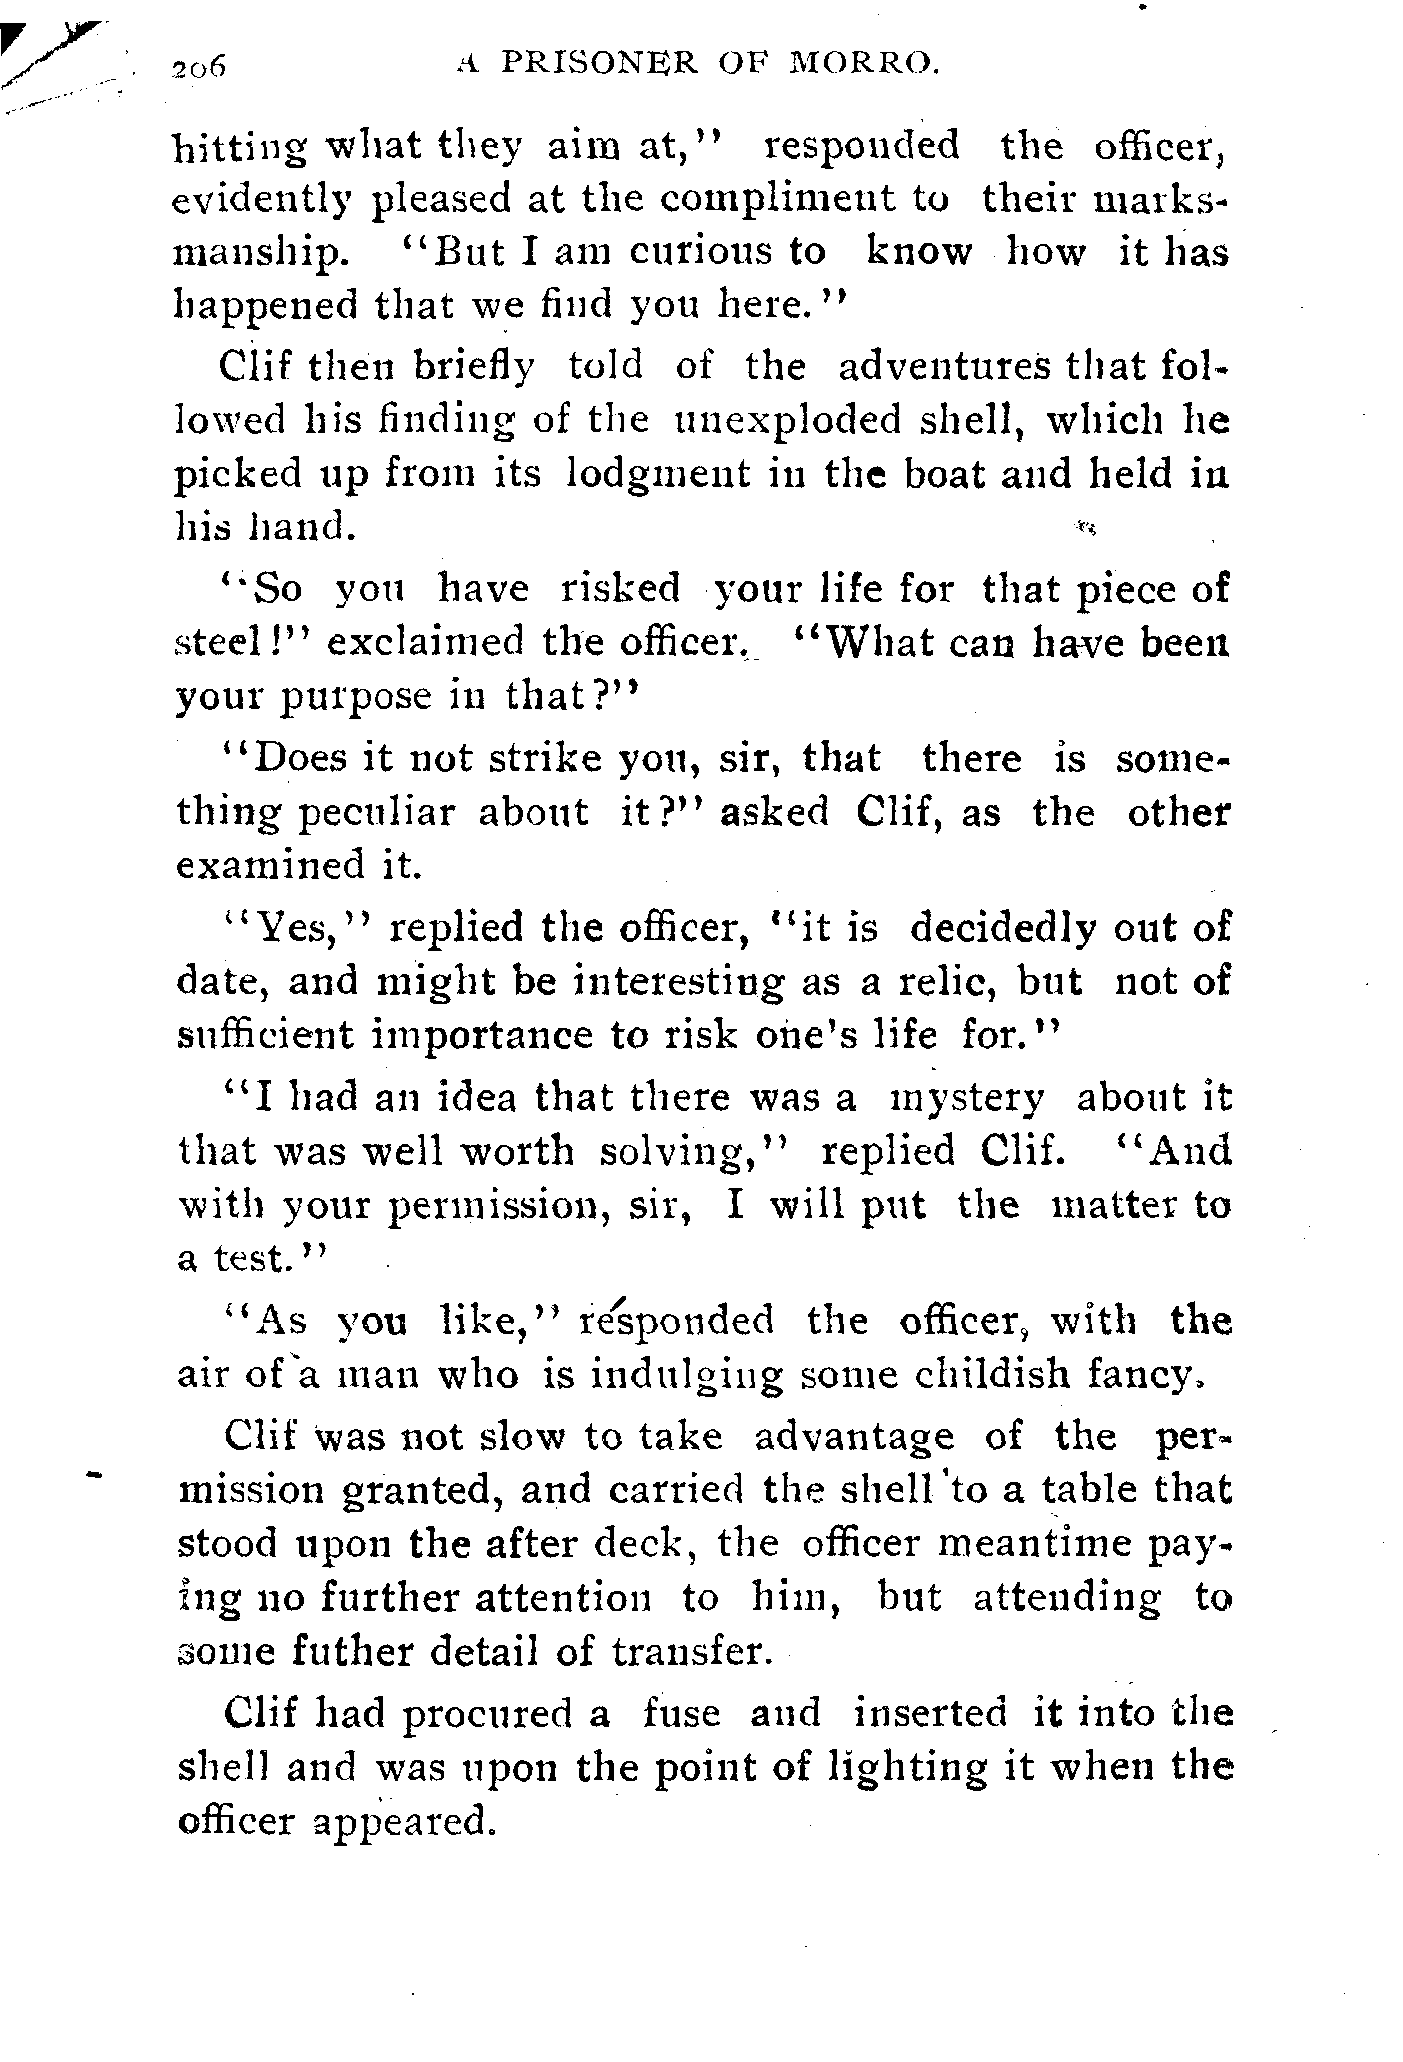 206 A PRISONER OF MORRO.
hitting what they aim at,” responded the officer,
evidently pleased at the compliment to their marks-
manship. “But I am curious to know how it has
happened that we find you here.”
Clif then briefly told of the adventures that fol-
lowed his finding of the unexploded shell, which he
picked up from its lodgment in the boat and held in
his hand.
“So you have risked your life for that piece of
steel!” exclaimed the officer. “What can have been
your purpose in that?”
“Does it not strike you, sir, that there is some-
thing peculiar about it?” asked Clif, as the other
examined it.
“Yes,” replied the officer, “it is decidedly out of
date, and might be interesting as a relic, but not of
sufficient importance to risk one’s life for.”
“I had an idea that there was a mystery about it
that was well worth solving,” replied Clif. “And
with your permission, sir, I will put the matter to
a test.”
“As you like,” responded the officer, with the
air of a man who is indulging some childish fancy.
Clif was not slow to take advantage of the per-
mission granted, and carried the shell to a table that
stood upon the after deck, the officer meantime pay-
ing no further attention to him, but attending to
some futher detail of transfer.
Clif had procured a fuse and inserted it into the
shell and was upon the point of lighting it when the
officer appeared.